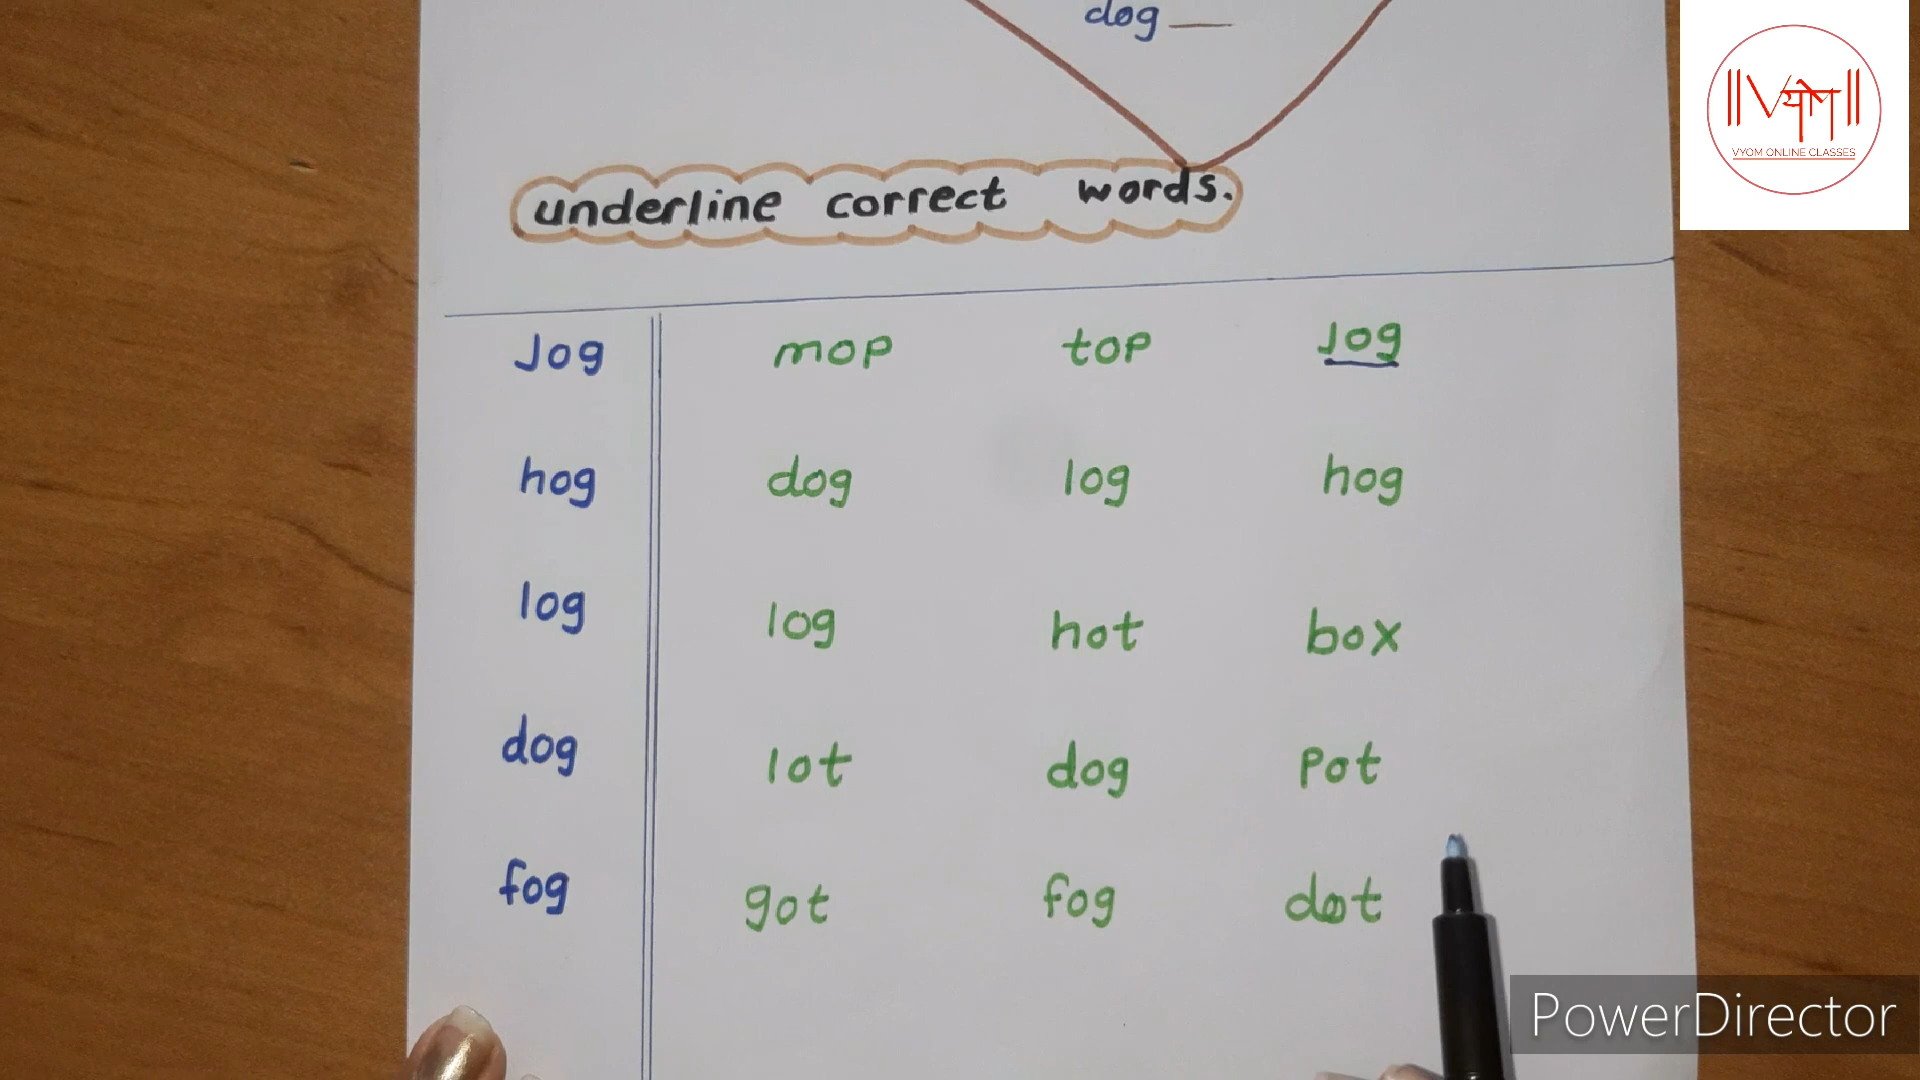 dog
||Vयोम||
VYOM ONLINE CLASSES
underline correct words.
Jog mop top Jog
hog dog log hog
log log hot box
dog lot dog pot
fog got fog dot
PowerDirector